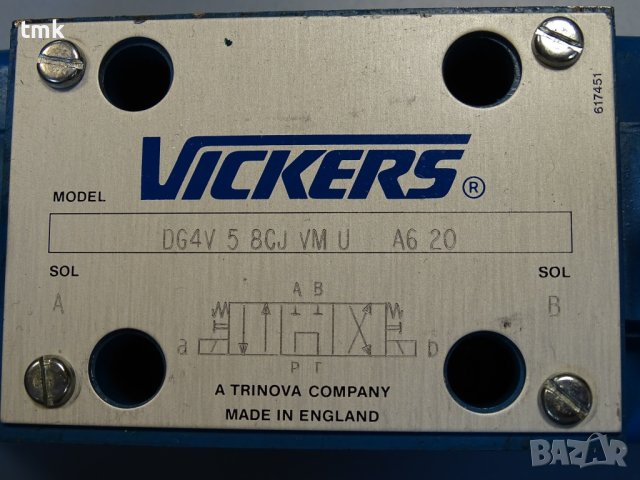 tmk
617451
VICKERS®
MODEL
DG4V 5 8CJ VM U A6 20
SOL SOL
A B
A B
a b
P T
A TRINOVA COMPANY
MADE IN ENGLAND
BAZAR